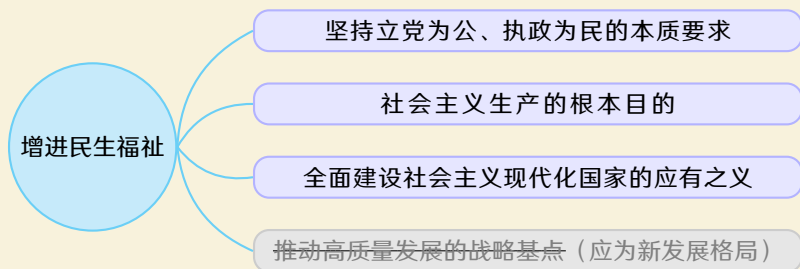 坚持立党为公、执政为民的本质要求
社会主义生产的根本目的
增进民生福祉
全面建设社会主义现代化国家的应有之义
推动高质量发展的战略基点（应为新发展格局）